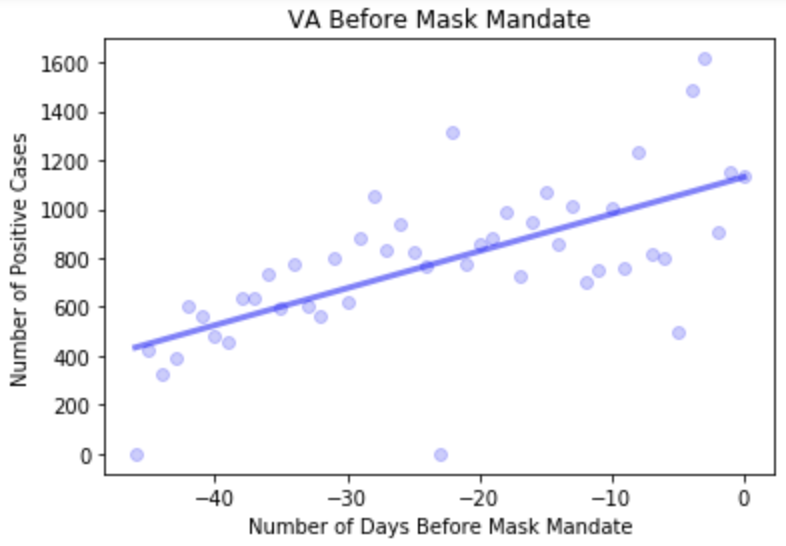 VA Before Mask Mandate
Number of Positive Cases
1600
1400
1200
1000
800
600
400
200
0
−40 −30 −20 −10 0
Number of Days Before Mask Mandate